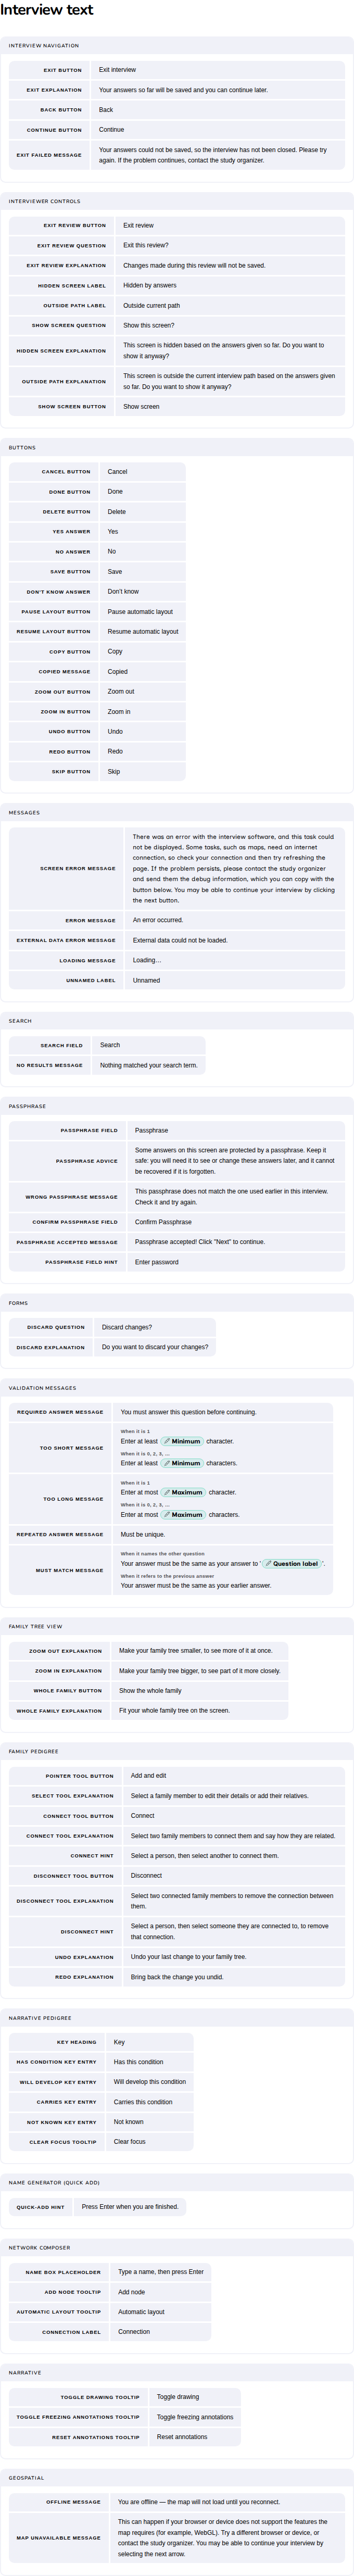 Interview text
INTERVIEW NAVIGATION
EXIT BUTTON Exit interview
EXIT EXPLANATION Your answers so far will be saved and you can continue later.
BACK BUTTON Back
CONTINUE BUTTON Continue
EXIT FAILED MESSAGE Your answers could not be saved, so the interview has not been closed. Please try
again. If the problem continues, contact the study organizer.
INTERVIEWER CONTROLS
EXIT REVIEW BUTTON Exit review
EXIT REVIEW QUESTION Exit this review?
EXIT REVIEW EXPLANATION Changes made during this review will not be saved.
HIDDEN SCREEN LABEL Hidden by answers
OUTSIDE PATH LABEL Outside current path
SHOW SCREEN QUESTION Show this screen?
HIDDEN SCREEN EXPLANATION This screen is hidden based on the answers given so far. Do you want to
show it anyway?
OUTSIDE PATH EXPLANATION This screen is outside the current interview path based on the answers given
so far. Do you want to show it anyway?
SHOW SCREEN BUTTON Show screen
BUTTONS
CANCEL BUTTON Cancel
DONE BUTTON Done
DELETE BUTTON Delete
YES ANSWER Yes
NO ANSWER No
SAVE BUTTON Save
DON'T KNOW ANSWER Don't know
PAUSE LAYOUT BUTTON Pause automatic layout
RESUME LAYOUT BUTTON Resume automatic layout
COPY BUTTON Copy
COPIED MESSAGE Copied
ZOOM OUT BUTTON Zoom out
ZOOM IN BUTTON Zoom in
UNDO BUTTON Undo
REDO BUTTON Redo
SKIP BUTTON Skip
MESSAGES
SCREEN ERROR MESSAGE There was an error with the interview software, and this task could
not be displayed. Some tasks, such as maps, need an internet
connection, so check your connection and then try refreshing the
page. If the problem persists, please contact the study organizer
and send them the debug information, which you can copy with the
button below. You may be able to continue your interview by clicking
the next button.
ERROR MESSAGE An error occurred.
EXTERNAL DATA ERROR MESSAGE External data could not be loaded.
LOADING MESSAGE Loading…
UNNAMED LABEL Unnamed
SEARCH
SEARCH FIELD Search
NO RESULTS MESSAGE Nothing matched your search term.
PASSPHRASE
PASSPHRASE FIELD Passphrase
PASSPHRASE ADVICE Some answers on this screen are protected by a passphrase. Keep it
safe: you will need it to see or change these answers later, and it cannot
be recovered if it is forgotten.
WRONG PASSPHRASE MESSAGE This passphrase does not match the one used earlier in this interview.
Check it and try again.
CONFIRM PASSPHRASE FIELD Confirm Passphrase
PASSPHRASE ACCEPTED MESSAGE Passphrase accepted! Click "Next" to continue.
PASSPHRASE FIELD HINT Enter password
FORMS
DISCARD QUESTION Discard changes?
DISCARD EXPLANATION Do you want to discard your changes?
VALIDATION MESSAGES
REQUIRED ANSWER MESSAGE You must answer this question before continuing.
TOO SHORT MESSAGE When it is 1
Enter at least Minimum character.
When it is 0, 2, 3, …
Enter at least Minimum characters.
TOO LONG MESSAGE When it is 1
Enter at most Maximum character.
When it is 0, 2, 3, …
Enter at most Maximum characters.
REPEATED ANSWER MESSAGE Must be unique.
MUST MATCH MESSAGE When it names the other question
Your answer must be the same as your answer to 'Question label'.
When it refers to the previous answer
Your answer must be the same as your earlier answer.
FAMILY TREE VIEW
ZOOM OUT EXPLANATION Make your family tree smaller, to see more of it at once.
ZOOM IN EXPLANATION Make your family tree bigger, to see part of it more closely.
WHOLE FAMILY BUTTON Show the whole family
WHOLE FAMILY EXPLANATION Fit your whole family tree on the screen.
FAMILY PEDIGREE
POINTER TOOL BUTTON Add and edit
SELECT TOOL EXPLANATION Select a family member to edit their details or add their relatives.
CONNECT TOOL BUTTON Connect
CONNECT TOOL EXPLANATION Select two family members to connect them and say how they are related.
CONNECT HINT Select a person, then select another to connect them.
DISCONNECT TOOL BUTTON Disconnect
DISCONNECT TOOL EXPLANATION Select two connected family members to remove the connection between
them.
DISCONNECT HINT Select a person, then select someone they are connected to, to remove
that connection.
UNDO EXPLANATION Undo your last change to your family tree.
REDO EXPLANATION Bring back the change you undid.
NARRATIVE PEDIGREE
KEY HEADING Key
HAS CONDITION KEY ENTRY Has this condition
WILL DEVELOP KEY ENTRY Will develop this condition
CARRIES KEY ENTRY Carries this condition
NOT KNOWN KEY ENTRY Not known
CLEAR FOCUS TOOLTIP Clear focus
NAME GENERATOR (QUICK ADD)
QUICK-ADD HINT Press Enter when you are finished.
NETWORK COMPOSER
NAME BOX PLACEHOLDER Type a name, then press Enter
ADD NODE TOOLTIP Add node
AUTOMATIC LAYOUT TOOLTIP Automatic layout
CONNECTION LABEL Connection
NARRATIVE
TOGGLE DRAWING TOOLTIP Toggle drawing
TOGGLE FREEZING ANNOTATIONS TOOLTIP Toggle freezing annotations
RESET ANNOTATIONS TOOLTIP Reset annotations
GEOSPATIAL
OFFLINE MESSAGE You are offline — the map will not load until you reconnect.
MAP UNAVAILABLE MESSAGE This can happen if your browser or device does not support the features the
map requires (for example, WebGL). Try a different browser or device, or
contact the study organizer. You may be able to continue your interview by
selecting the next arrow.